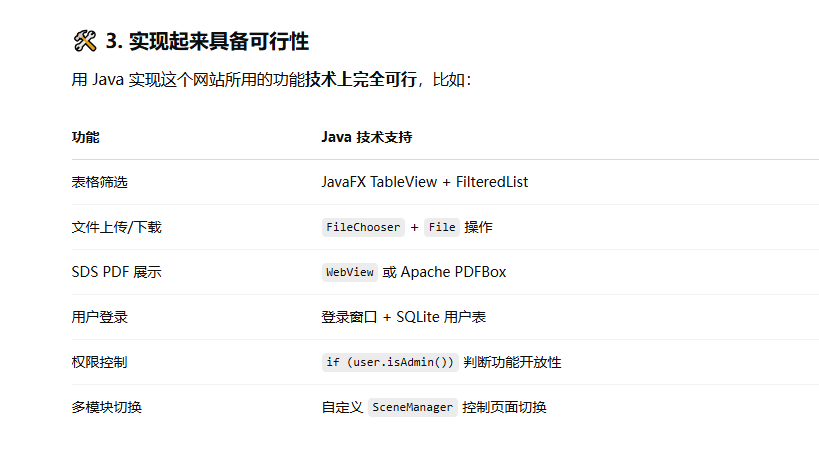 🛠 3. 实现起来具备可行性
用 Java 实现这个网站所用的功能技术上完全可行，比如：
功能 Java 技术支持
表格筛选 JavaFX TableView + FilteredList
文件上传/下载 FileChooser + File 操作
SDS PDF 展示 WebView 或 Apache PDFBox
用户登录 登录窗口 + SQLite 用户表
权限控制 if (user.isAdmin()) 判断功能开放性
多模块切换 自定义 SceneManager 控制页面切换